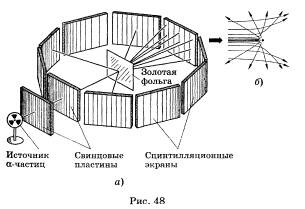 Золотая
фольга
б)
Источник
α-частиц
Свинцовые
пластины
Сцинтилляционные
экраны
а)
Рис. 48